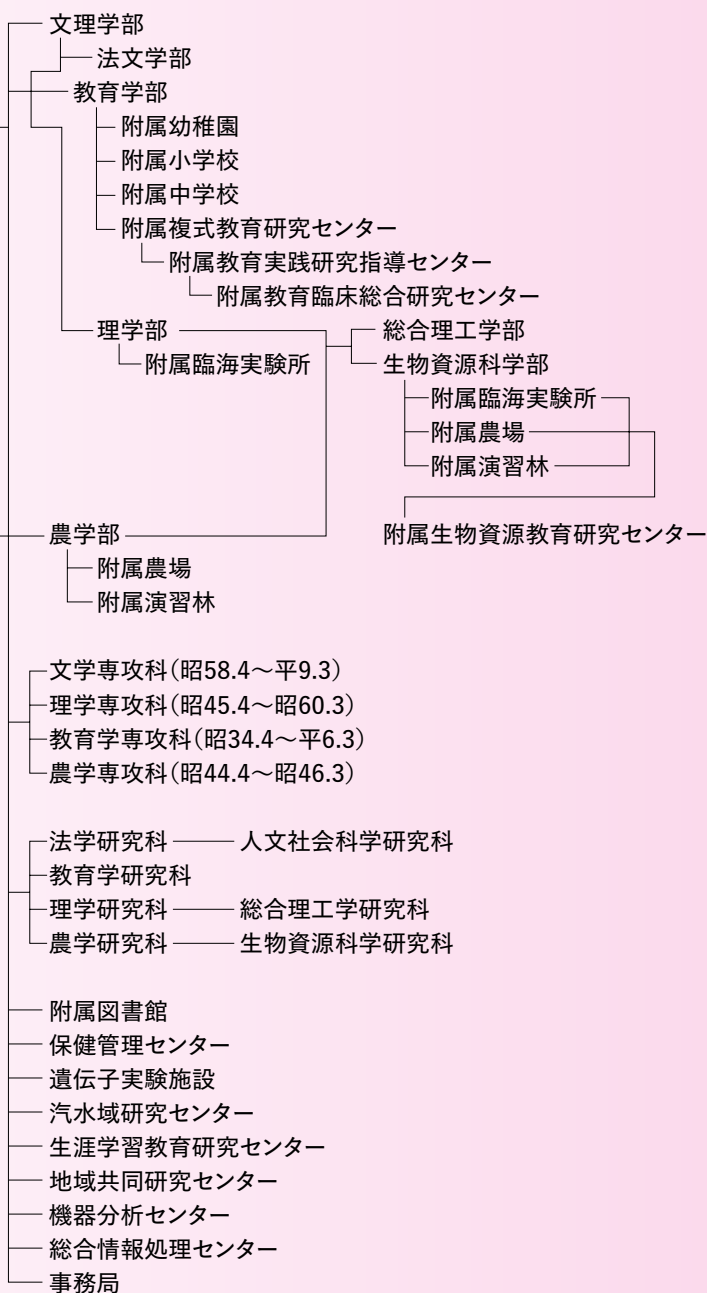 文理学部
法文学部
教育学部
附属幼稚園
附属小学校
附属中学校
附属複式教育研究センター
附属教育実践研究指導センター
附属教育臨床総合研究センター
理学部 総合理工学部
附属臨海実験所 生物資源科学部
附属臨海実験所
附属農場
附属演習林
農学部 附属生物資源教育研究センター
附属農場
附属演習林
文学専攻科(昭58.4〜平9.3)
理学専攻科(昭45.4〜昭60.3)
教育学専攻科(昭34.4〜平6.3)
農学専攻科(昭44.4〜昭46.3)
法学研究科 人文社会科学研究科
教育学研究科
理学研究科 総合理工学研究科
農学研究科 生物資源科学研究科
附属図書館
保健管理センター
遺伝子実験施設
汽水域研究センター
生涯学習教育研究センター
地域共同研究センター
機器分析センター
総合情報処理センター
事務局